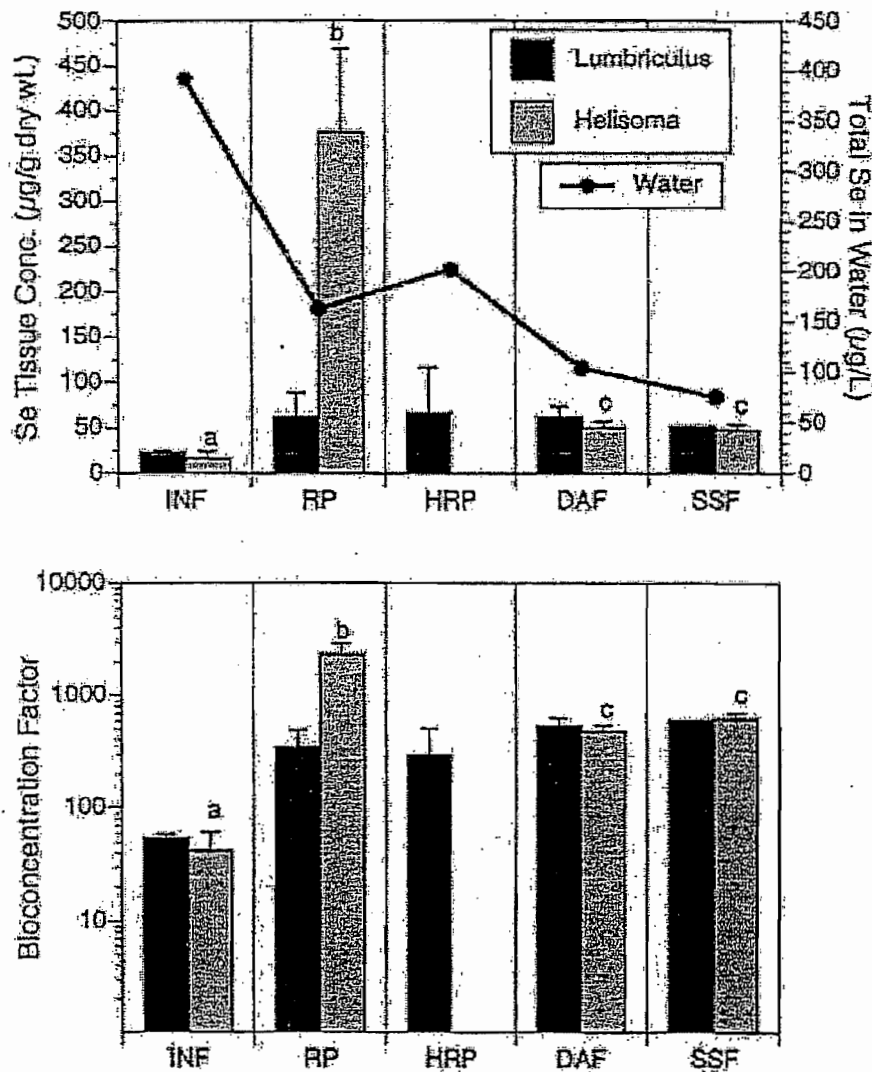 Se Tissue Conc. (µg/g dry wt.)
500
450
400
350
300
250
200
150
100
50
0
Lumbriculus
Helisoma
Water
a
b
c
c
450
400
350
300
250
200
150
100
50
0
Total Se in Water (µg/L)
INF RP HRP DAF SSF
Bioconcentration Factor
10000
1000
100
10
a
b
c
c
INF RP HRP DAF SSF